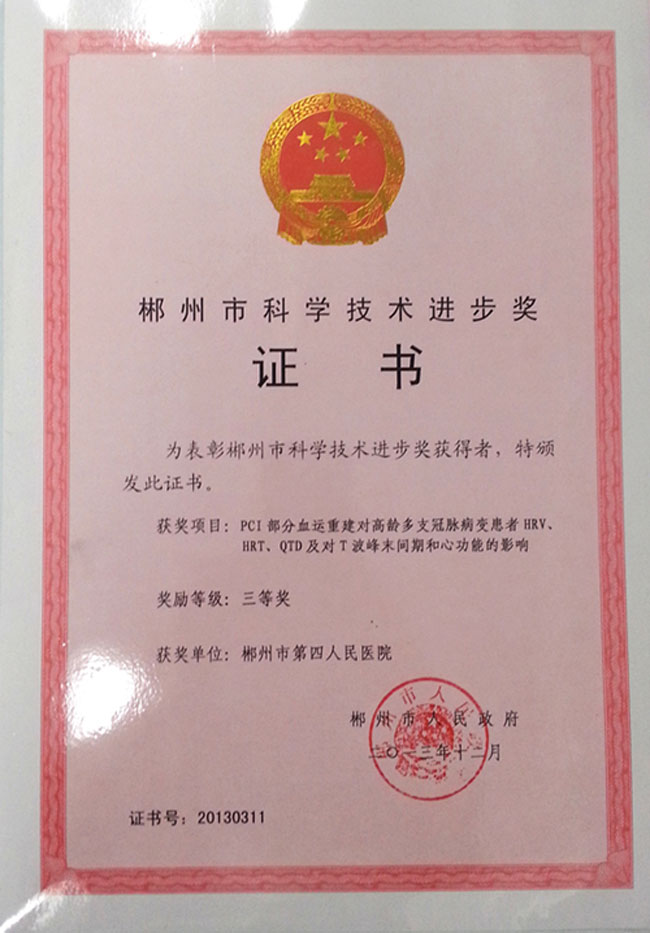 郴州市科学技术进步奖
证书
为表彰郴州市科学技术进步奖获得者，特颁
发此证书。
获奖项目：PCI 部分血运重建对高龄多支冠脉病变患者 HRV、
HRT、QTD 及对 T 波峰末间期和心功能的影响
奖励等级：三等奖
获奖单位：郴州市第四人民医院
郴州市人民政府
二〇一三年十二月
证书号：20130311